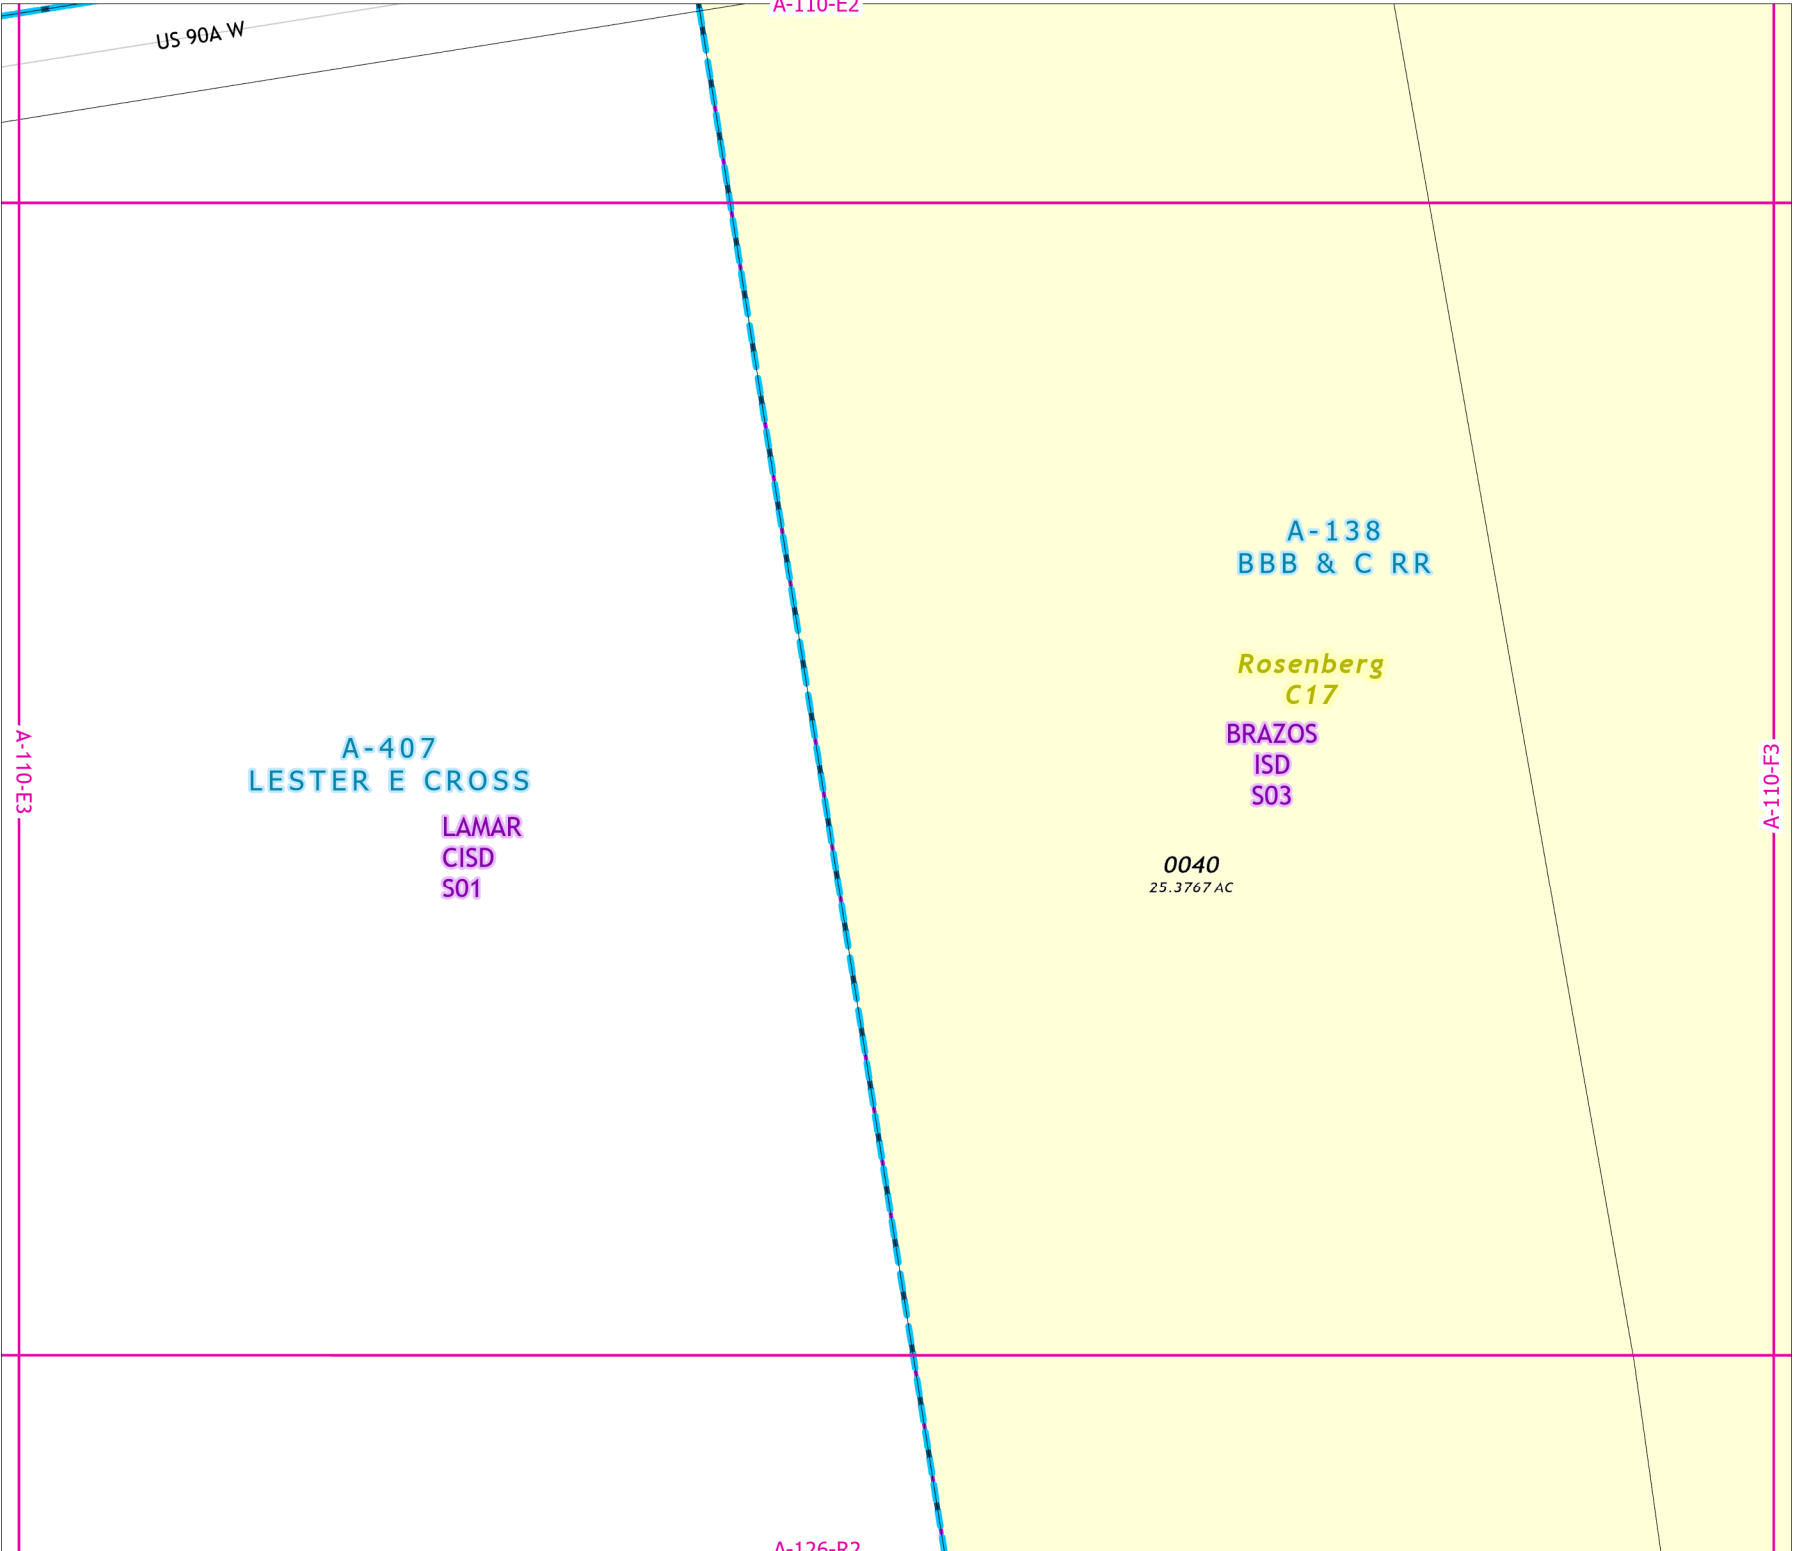 A-110-E2
US 90A W
A-138
BBB & C RR
Rosenberg
C17
BRAZOS
ISD
S03
A-110-E3
A-407
LESTER E CROSS
LAMAR
CISD
S01
A-110-F3
0040
25.3767 AC
A-126-R2